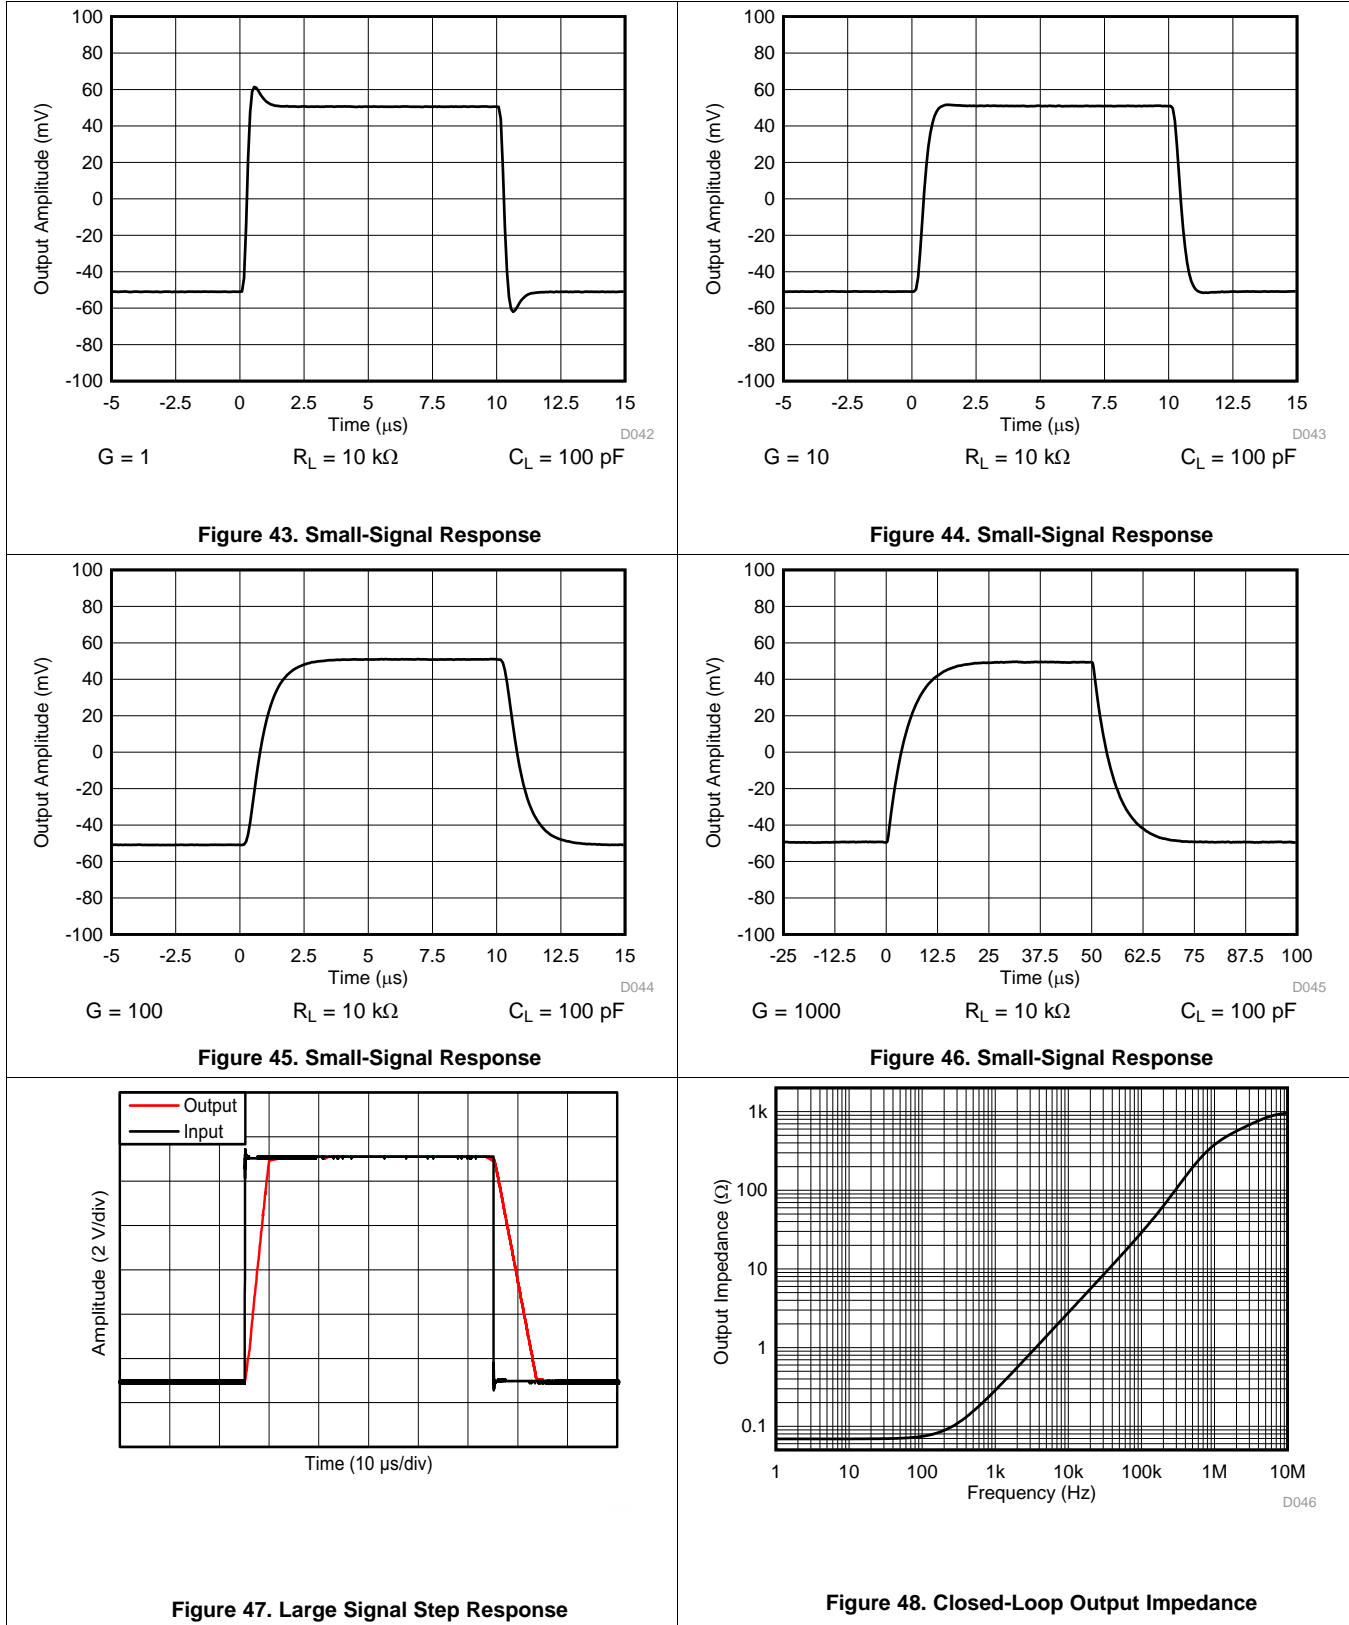 100
80
60
40
20
0
-20
-40
-60
-80
-100
Output Amplitude (mV)
-5 -2.5 0 2.5 5 7.5 10 12.5 15
Time (μs)
D042
G = 1 RL = 10 kΩ CL = 100 pF
Figure 43. Small-Signal Response
100
80
60
40
20
0
-20
-40
-60
-80
-100
Output Amplitude (mV)
-5 -2.5 0 2.5 5 7.5 10 12.5 15
Time (μs)
D043
G = 10 RL = 10 kΩ CL = 100 pF
Figure 44. Small-Signal Response
100
80
60
40
20
0
-20
-40
-60
-80
-100
Output Amplitude (mV)
-5 -2.5 0 2.5 5 7.5 10 12.5 15
Time (μs)
D044
G = 100 RL = 10 kΩ CL = 100 pF
Figure 45. Small-Signal Response
100
80
60
40
20
0
-20
-40
-60
-80
-100
Output Amplitude (mV)
-25 -12.5 0 12.5 25 37.5 50 62.5 75 87.5 100
Time (μs)
D045
G = 1000 RL = 10 kΩ CL = 100 pF
Figure 46. Small-Signal Response
Output
Input
Amplitude (2 V/div)
Time (10 μs/div)
Figure 47. Large Signal Step Response
1k
100
10
1
0.1
Output Impedance (Ω)
1 10 100 1k 10k 100k 1M 10M
Frequency (Hz)
D046
Figure 48. Closed-Loop Output Impedance